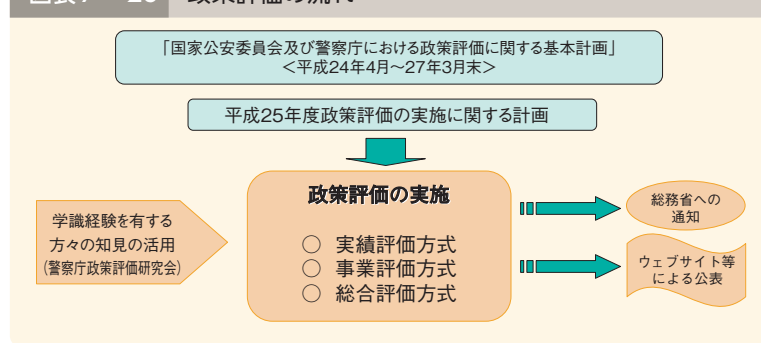 「国家公安委員会及び警察庁における政策評価に関する基本計画」
＜平成24年4月～27年3月末＞
平成25年度政策評価の実施に関する計画
政策評価の実施
○ 実績評価方式
○ 事業評価方式
○ 総合評価方式
学識経験を有する
方々の知見の活用
(警察庁政策評価研究会)
総務省への
通知
ウェブサイト等
による公表